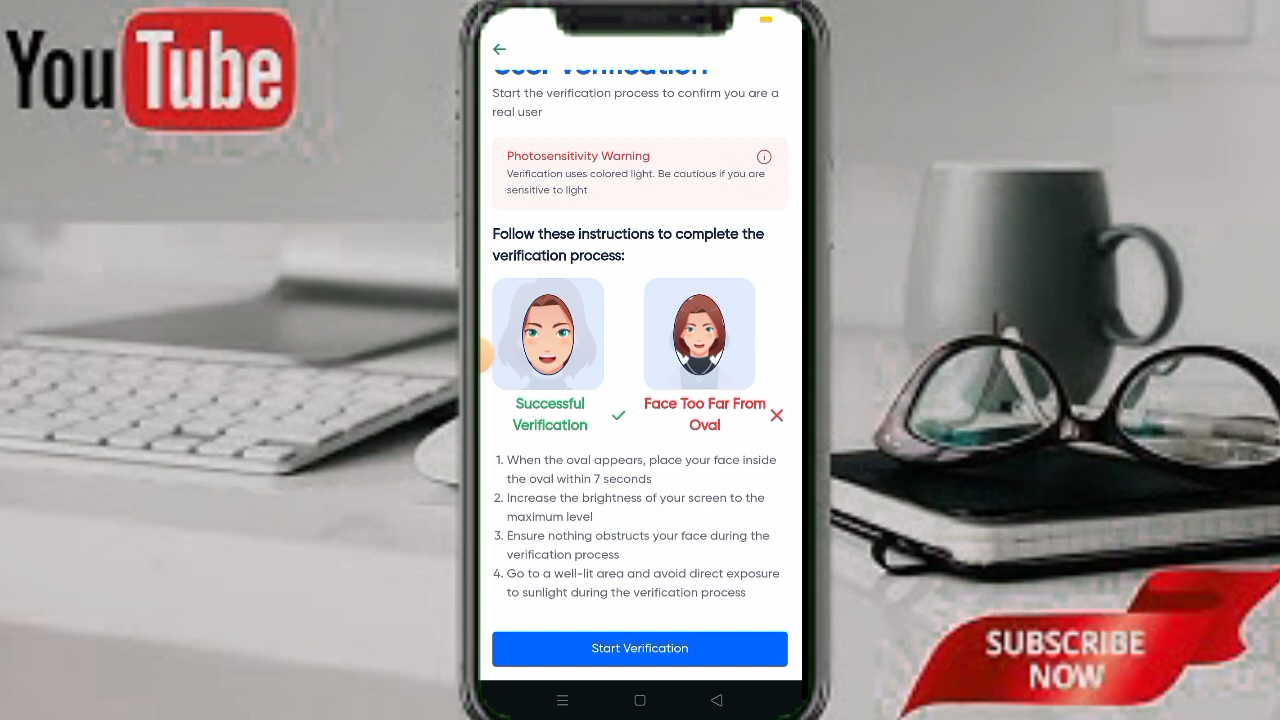 YouTube
User Verification
Start the verification process to confirm you are a
real user
Photosensitivity Warning
Verification uses colored light. Be cautious if you are
sensitive to light
Follow these instructions to complete the
verification process:
Successful
Verification
Face Too Far From
Oval
1. When the oval appears, place your face inside
the oval within 7 seconds
2. Increase the brightness of your screen to the
maximum level
3. Ensure nothing obstructs your face during the
verification process
4. Go to a well-lit area and avoid direct exposure
to sunlight during the verification process
Start Verification
SUBSCRIBE
NOW